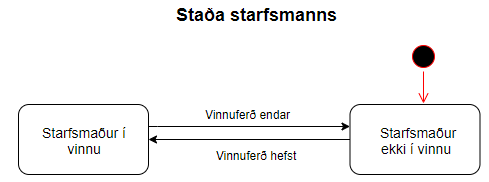 Staða starfsmanns
Vinnuferð endar
Starfsmaður í
vinnu
Starfsmaður
ekki í vinnu
Vinnuferð hefst